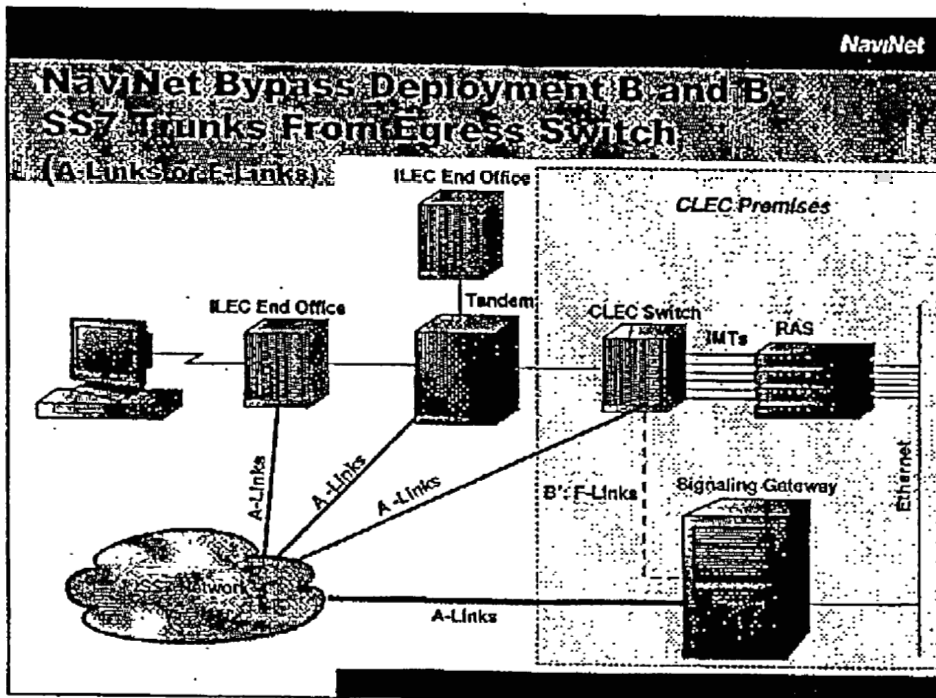 NaviNet
NaviNet Bypass Deployment B and B-
SS7 Trunks From Egress Switch
(A-Links or F-Links)
ILEC End Office
CLEC Premises
Tandem
ILEC End Office
CLEC Switch
IMTs
RAS
A-Links
A-Links
A-Links
B': F-Links
Signaling Gateway
Ethernet
A-Links